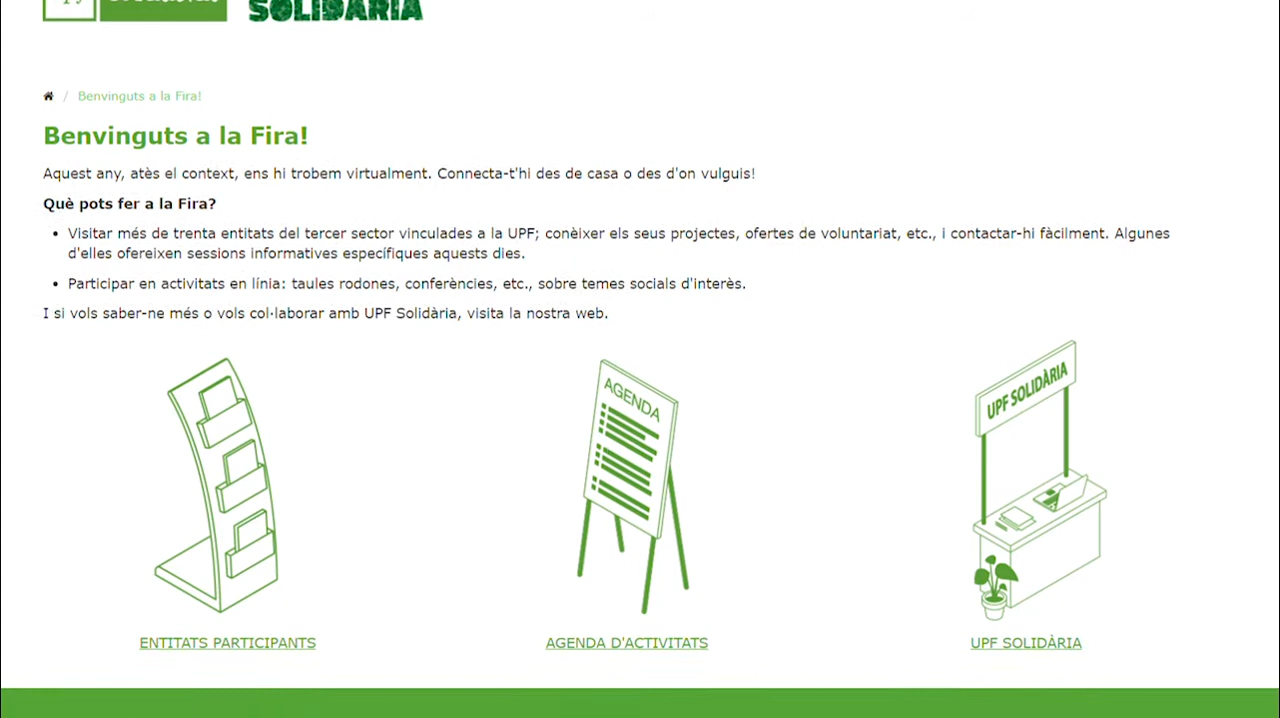 SOLIDÀRIA
Benvinguts a la Fira!
Benvinguts a la Fira!
Aquest any, atès el context, ens hi trobem virtualment. Connecta-t'hi des de casa o des d'on vulguis!
Què pots fer a la Fira?
Visitar més de trenta entitats del tercer sector vinculades a la UPF; conèixer els seus projectes, ofertes de voluntariat, etc., i contactar-hi fàcilment. Algunes
d'elles ofereixen sessions informatives específiques aquests dies.
Participar en activitats en línia: taules rodones, conferències, etc., sobre temes socials d'interès.
I si vols saber-ne més o vols col·laborar amb UPF Solidària, visita la nostra web.
AGENDA
UPF SOLIDÀRIA
ENTITATS PARTICIPANTS
AGENDA D'ACTIVITATS
UPF SOLIDÀRIA